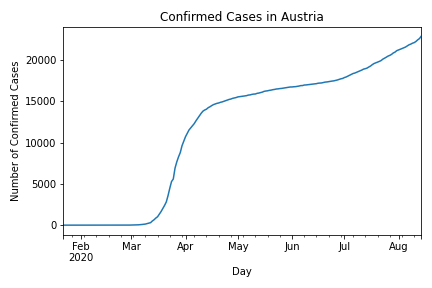 Confirmed Cases in Austria
Number of Confirmed Cases
20000
15000
10000
5000
0
Feb Mar Apr May Jun Jul Aug
2020
Day